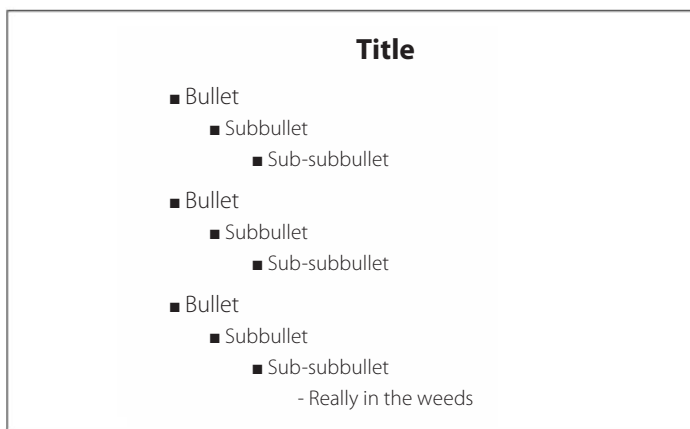 Title
■ Bullet
■ Subbullet
■ Sub-subbullet
■ Bullet
■ Subbullet
■ Sub-subbullet
■ Bullet
■ Subbullet
■ Sub-subbullet
- Really in the weeds